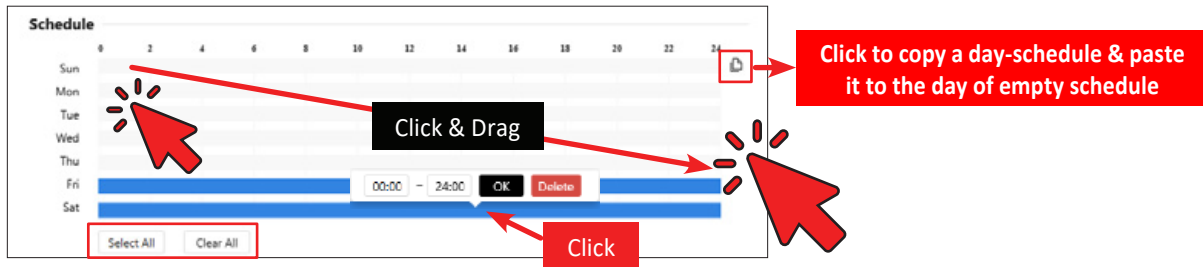 Schedule
0 2 4 6 8 10 12 14 16 18 20 22 24
Sun
Click to copy a day-schedule & paste
it to the day of empty schedule
Mon
Tue
Click & Drag
Wed
Thu
Fri
00:00 - 24:00 OK Delete
Sat
Select All Clear All
Click